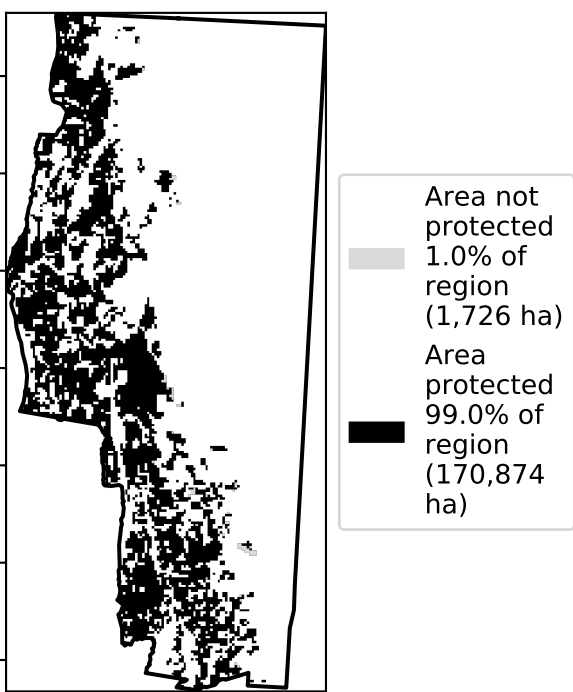 Area not
protected
1.0% of
region
(1,726 ha)
Area
protected
99.0% of
region
(170,874
ha)